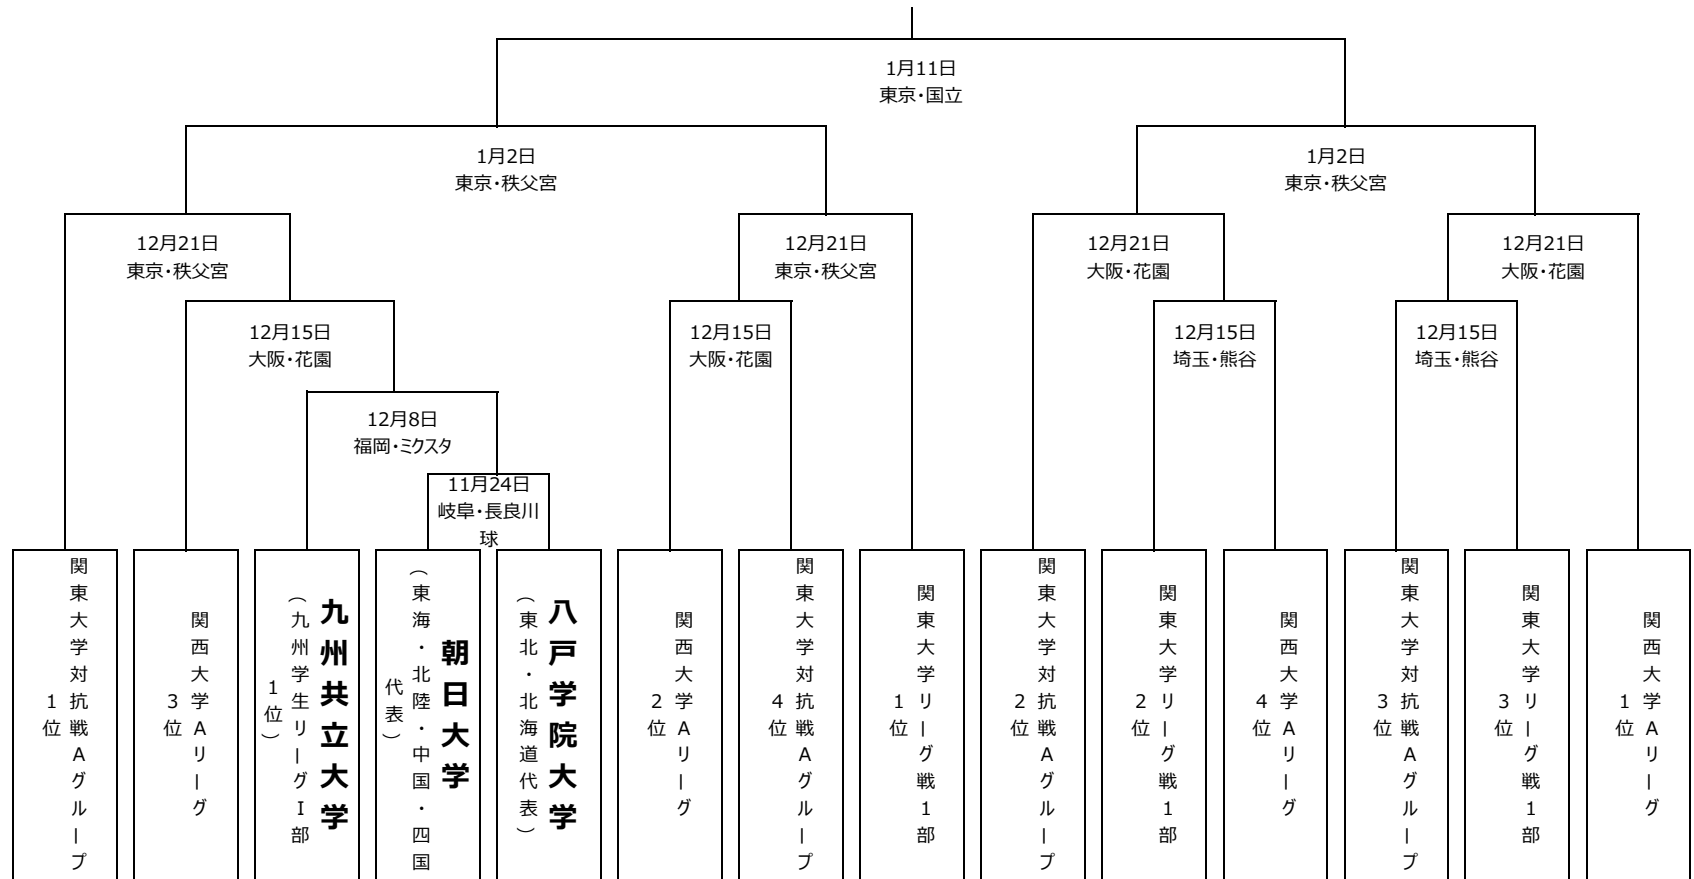 1月11日
東京・国立
1月2日
東京・秩父宮
1月2日
東京・秩父宮
12月21日
東京・秩父宮
12月21日
東京・秩父宮
12月21日
大阪・花園
12月21日
大阪・花園
12月15日
大阪・花園
12月15日
大阪・花園
12月15日
埼玉・熊谷
12月15日
埼玉・熊谷
12月8日
福岡・ミクスタ
11月24日
岐阜・長良川
球
関東大学対抗戦Aグループ
1位
関西大学Aリーグ
3位
九州共立大学
（九州学生リーグⅠ部
1位）
朝日大学
（東海・北陸・中国・四国
代表）
八戸学院大学
（東北・北海道代表）
関西大学Aリーグ
2位
関東大学対抗戦Aグループ
4位
関東大学リーグ戦1部
1位
関東大学対抗戦Aグループ
2位
関東大学リーグ戦1部
2位
関西大学Aリーグ
4位
関東大学対抗戦Aグループ
3位
関東大学リーグ戦1部
3位
関西大学Aリーグ
1位